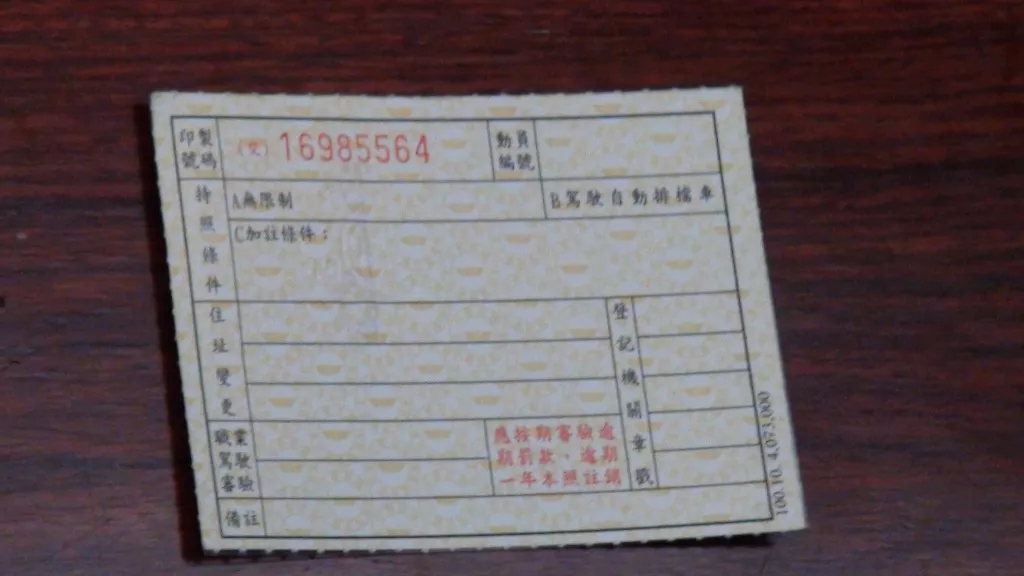 印製號碼
(交) 16985564
動員編號
持照條件
A無限制
B駕駛自動排檔車
C加註條件：
住址變更
登記機關章戳
職業駕駛審驗
應按期審驗逾
期罰款，逾期
一年本照註銷
備註
100.10. 4,073,000